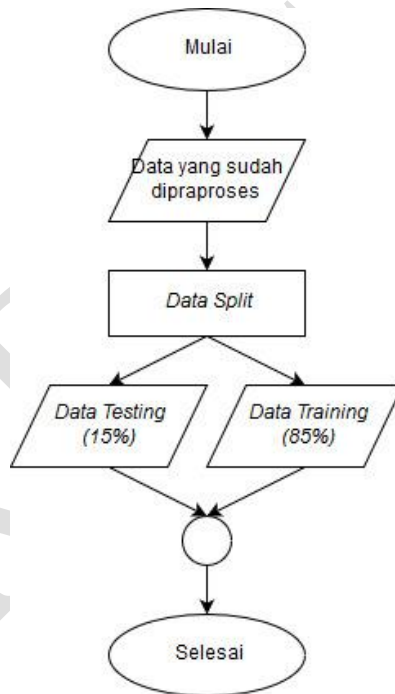 Mulai
Data yang sudah
dipraproses
Data Split
Data Testing
(15%)
Data Training
(85%)
Selesai